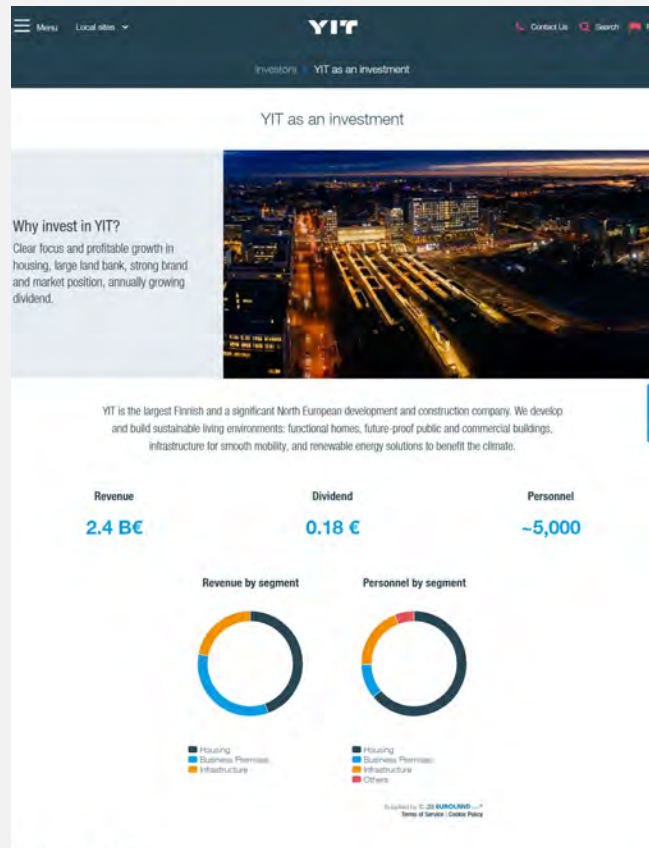 Menu Local sites YIT Contact Us Search
Investors YIT as an investment
YIT as an investment
Why invest in YIT?
Clear focus and profitable growth in
housing, large land bank, strong brand
and market position, annually growing
dividend.
YIT is the largest Finnish and a significant North European development and construction company. We develop
and build sustainable living environments: functional homes, future-proof public and commercial buildings,
infrastructure for smooth mobility, and renewable energy solutions to benefit the climate.
Revenue Dividend Personnel
2.4 B€ 0.18 € ~5,000
Revenue by segment Personnel by segment
Housing
Business Premises
Infrastructure
Housing
Business Premises
Infrastructure
Others
Supplied by EUROLAND
Terms of Service | Cookie Policy